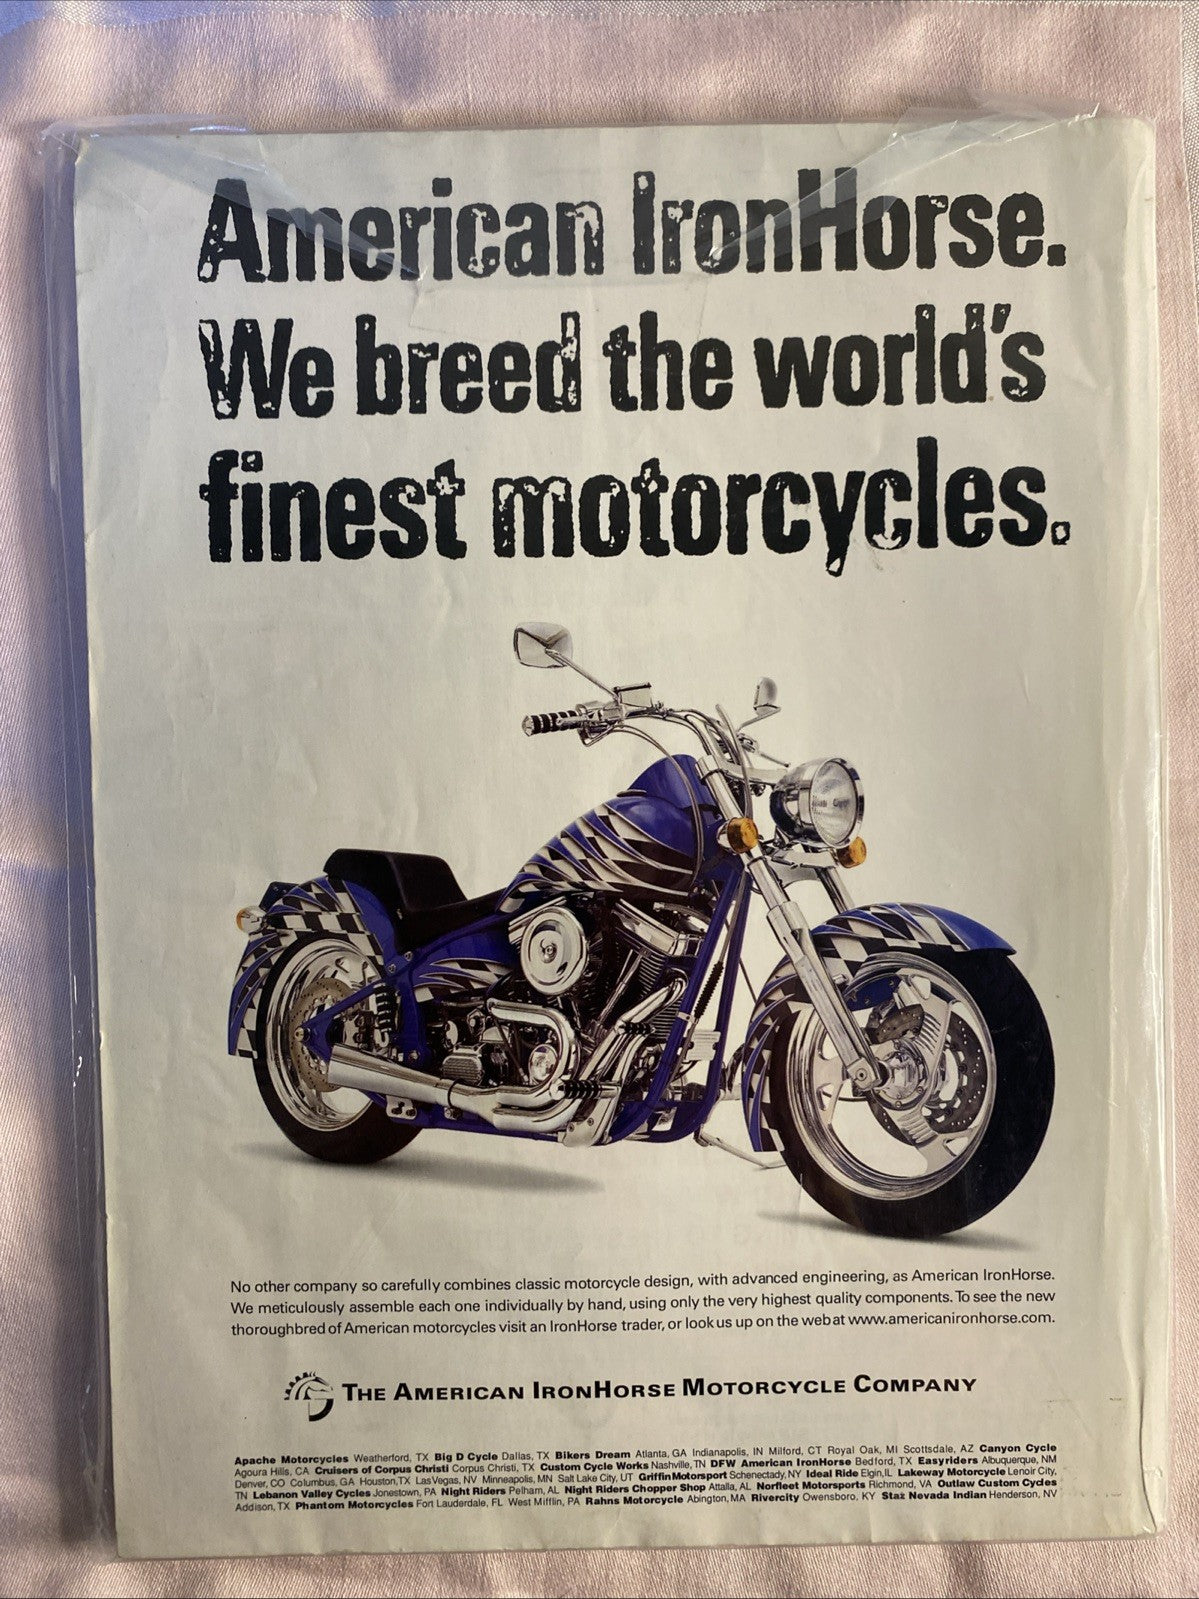 American IronHorse.
We breed the world's
finest motorcycles.
No other company so carefully combines classic motorcycle design, with advanced engineering, as American IronHorse.
We meticulously assemble each one individually by hand, using only the very highest quality components. To see the new
thoroughbred of American motorcycles visit an IronHorse trader, or look us up on the web at www.americanironhorse.com.
THE AMERICAN IRONHORSE MOTORCYCLE COMPANY
Apache Motorcycles Weatherford, TX Big D Cycle Dallas, TX Bikers Dream Atlanta, GA Indianapolis, IN Milford, CT Royal Oak, MI Scottsdale, AZ Canyon Cycle
Agoura Hills, CA Cruisers of Corpus Christi Corpus Christi, TX Custom Cycle Works Nashville, TN DFW American IronHorse Bedford, TX Easyriders Albuquerque, NM
Denver, CO Columbus, GA Houston, TX Las Vegas, NV Minneapolis, MN Salt Lake City, UT Griffin Motorsport Schenectady, NY Ideal Ride Elgin, IL Lakeway Motorcycle Lenoir City,
TN Lebanon Valley Cycles Jonestown, PA Night Riders Pelham, AL Night Riders Chopper Shop Attalla, AL Norfleet Motorsports Richmond, VA Outlaw Custom Cycles
Addison, TX Phantom Motorcycles Fort Lauderdale, FL West Mifflin, PA Rahns Motorcycle Abington, MA Rivercity Owensboro, KY Staz Nevada Indian Henderson, NV